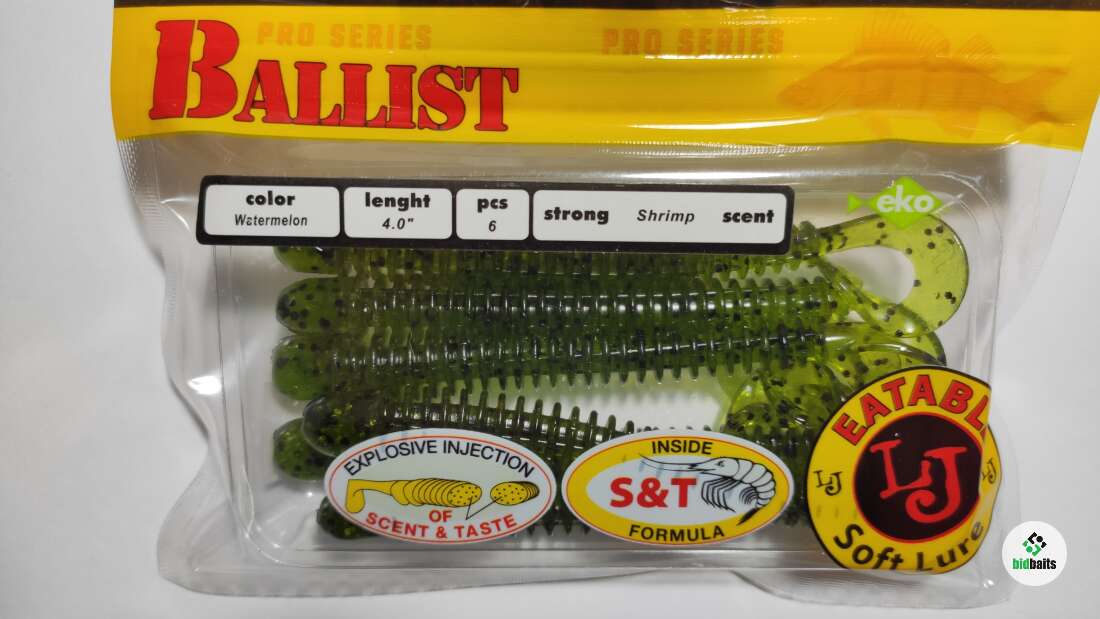 PRO SERIES
PRO SERIES
BALLIST
color
Watermelon
lenght
4.0"
pcs
6
strong Shrimp scent
eko
EXPLOSIVE INJECTION
OF
SCENT & TASTE
INSIDE
S&T
FORMULA
EATABL
LJ
LJ
LJ
Soft Lure
bidbaits